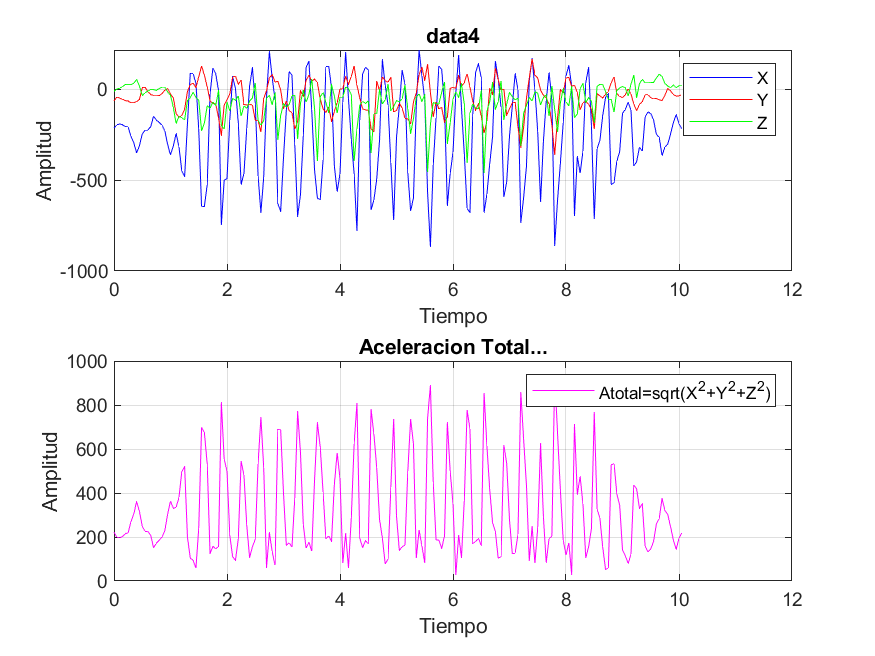 data4
0
-500
-1000
Amplitud
X
Y
Z
0 2 4 6 8 10 12
Tiempo
Aceleracion Total...
1000
800
600
400
200
0
Amplitud
Atotal=sqrt(X²+Y²+Z²)
0 2 4 6 8 10 12
Tiempo